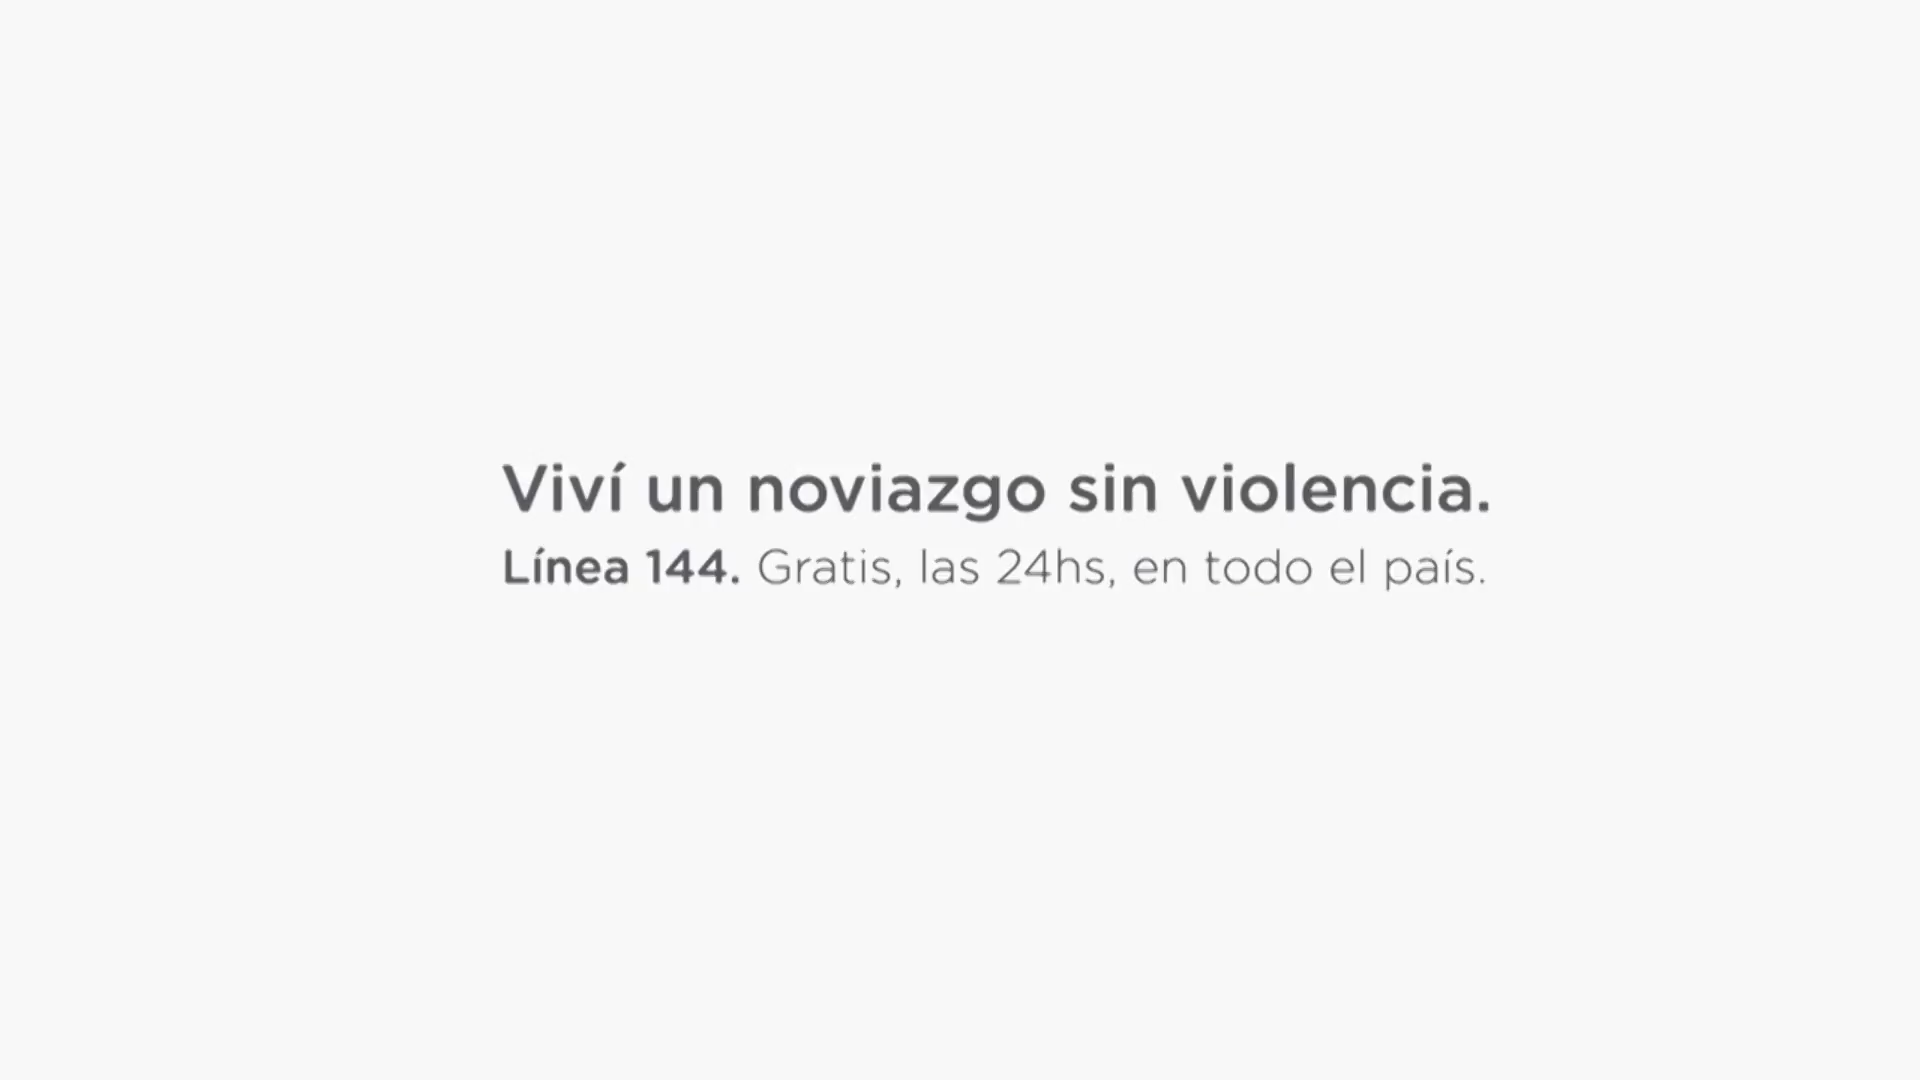 Viví un noviazgo sin violencia.
Línea 144. Gratis, las 24hs, en todo el país.